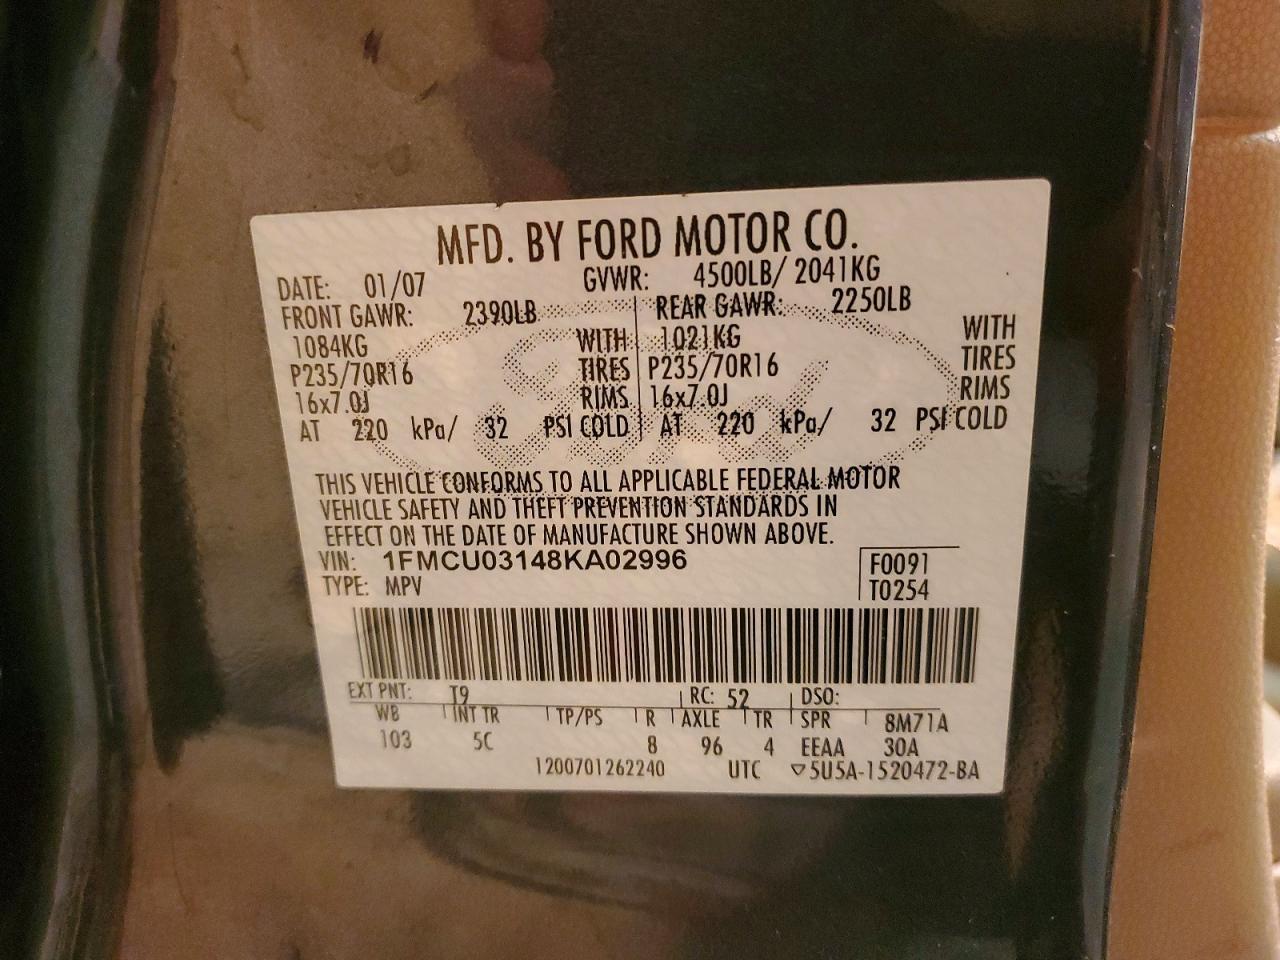 MFD. BY FORD MOTOR CO.
DATE: 01/07 GVWR: 4500LB/ 2041KG
FRONT GAWR: 2390LB REAR GAWR: 2250LB
1084KG WITH 1021KG WITH
P235/70R16 TIRES P235/70R16 TIRES
16x7.0J RIMS 16x7.0J RIMS
AT 220 kPa/ 32 PSI COLD AT 220 kPa/ 32 PSI COLD
THIS VEHICLE CONFORMS TO ALL APPLICABLE FEDERAL MOTOR
VEHICLE SAFETY AND THEFT PREVENTION STANDARDS IN
EFFECT ON THE DATE OF MANUFACTURE SHOWN ABOVE.
VIN: 1FMCU03148KA02996 F0091
TYPE: MPV T0254
EXT PNT: T9 RC: 52 DSO:
WB INT TR TP/PS R AXLE TR SPR 8M71A
103 5C 8 96 4 EEAA 30A
1200701262240 UTC ▽5U5A-1520472-BA